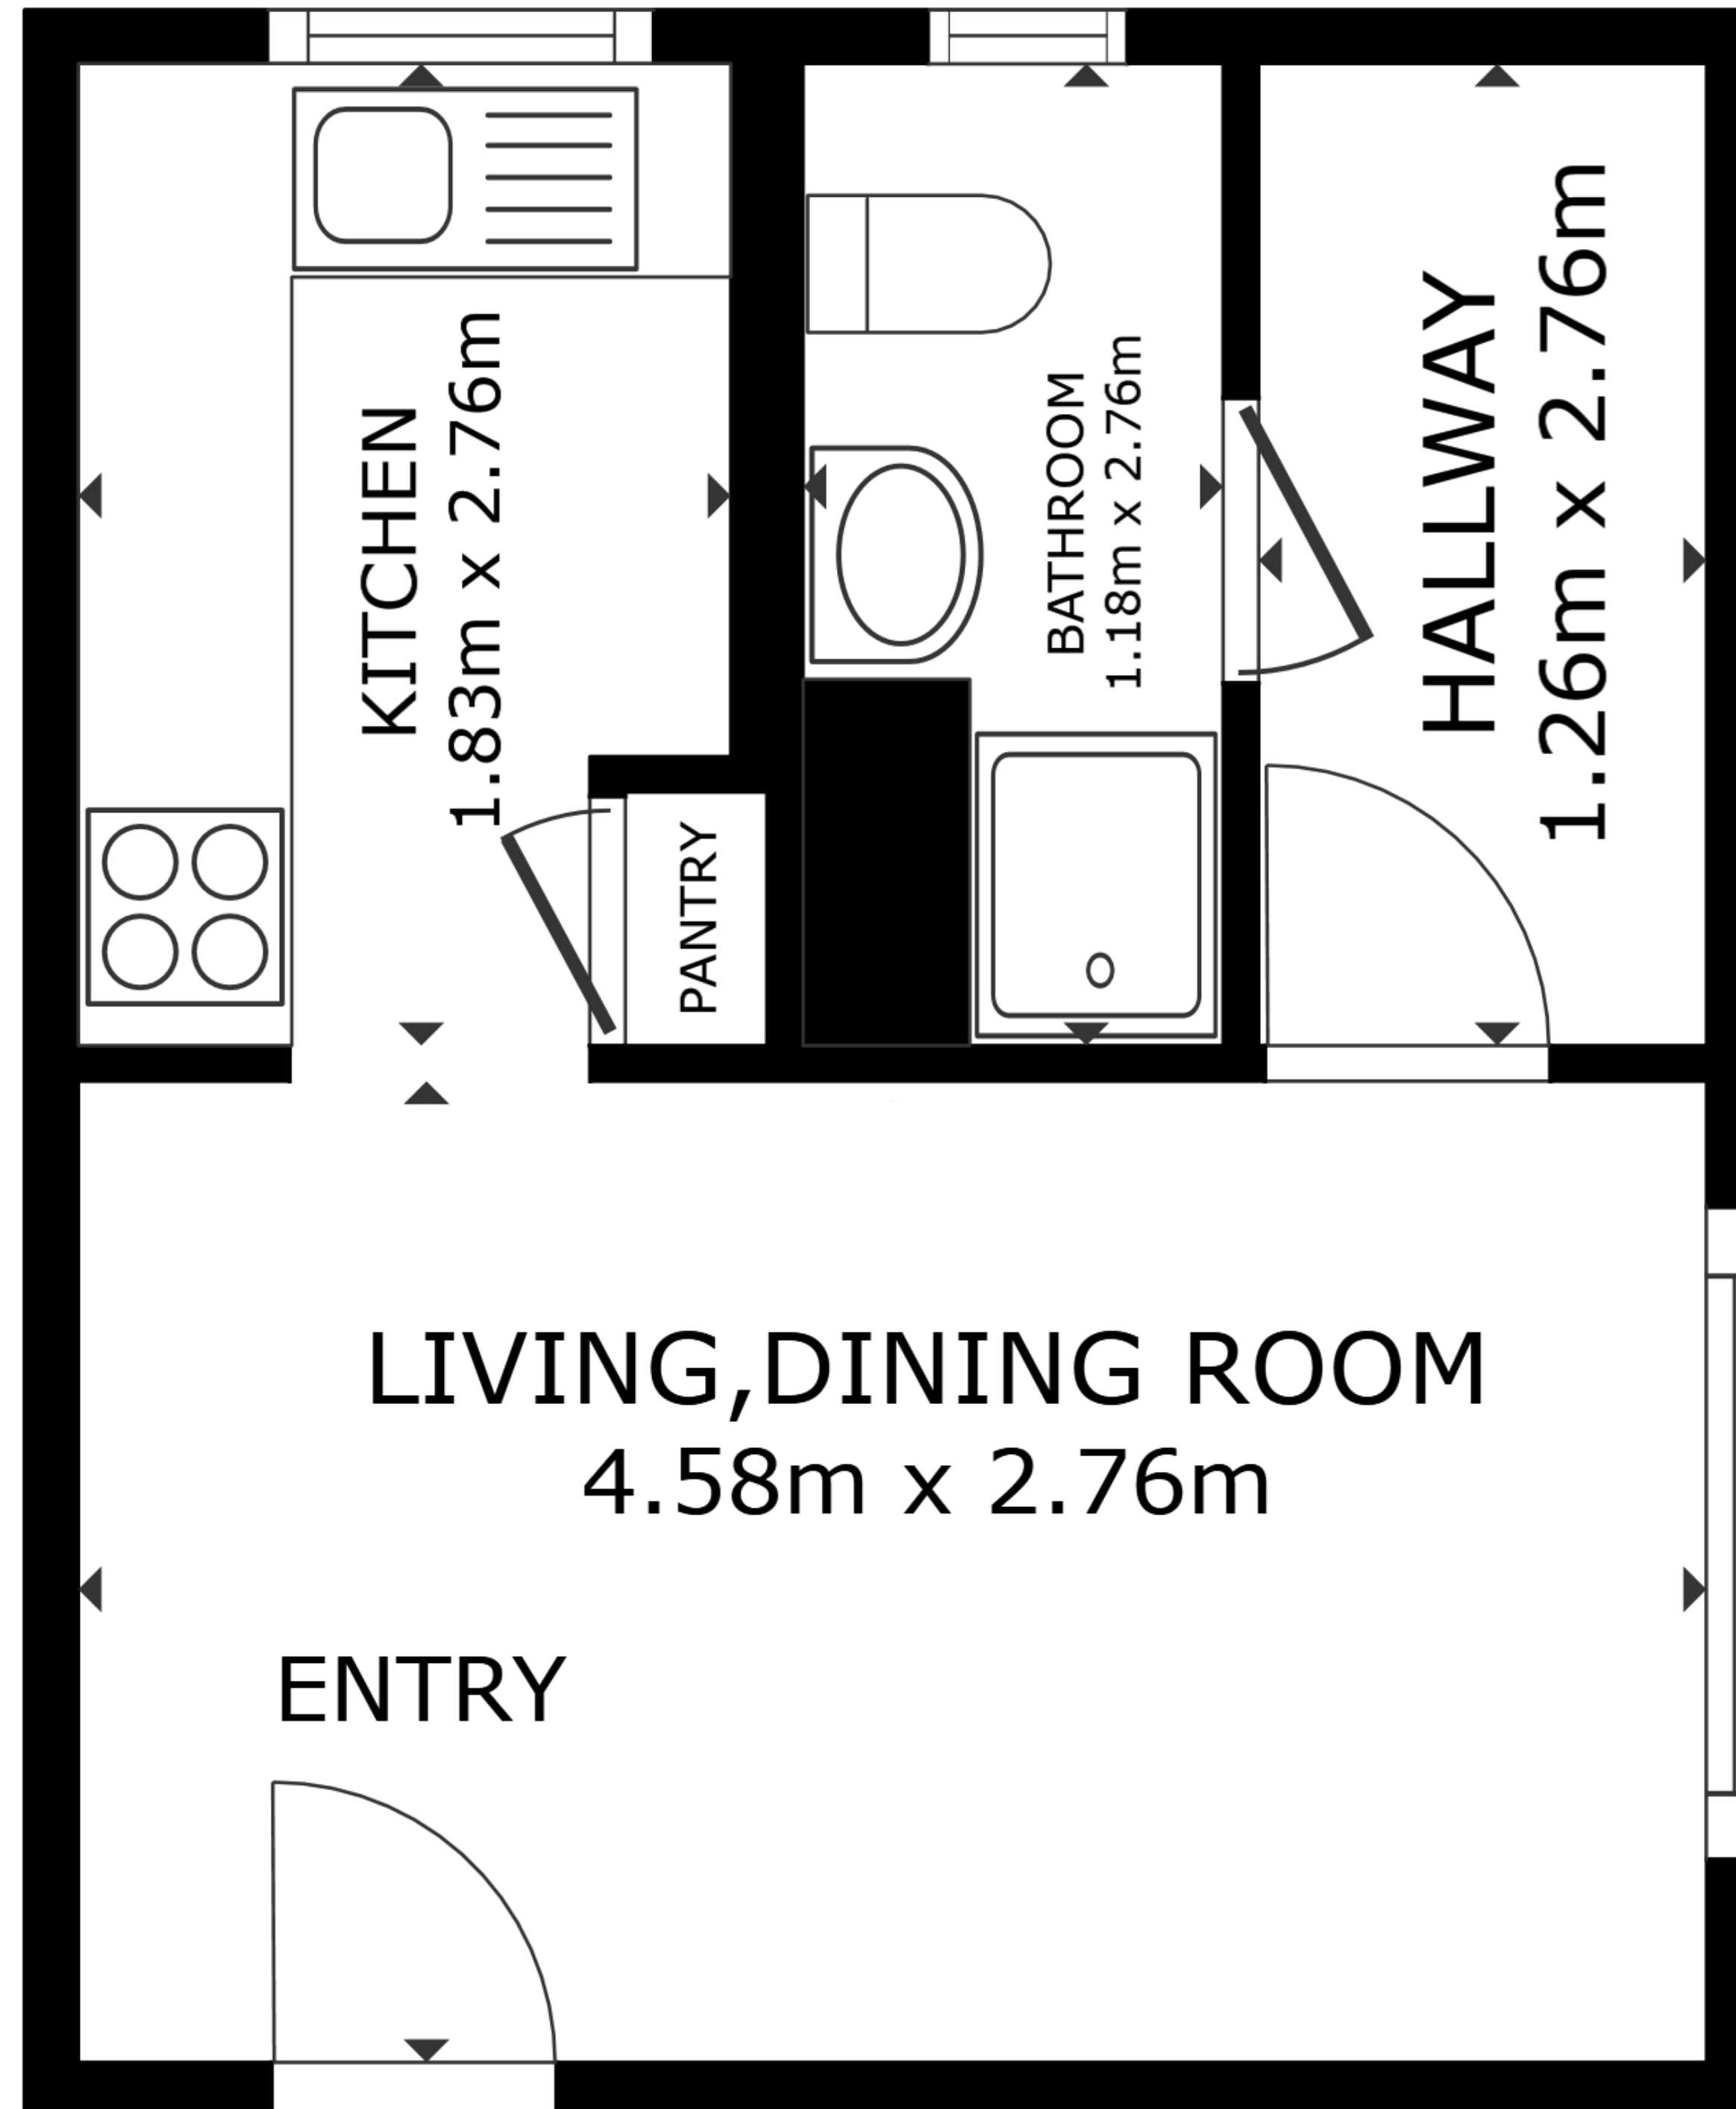 KITCHEN
1.83m x 2.76m
PANTRY
BATHROOM
1.18m x 2.76m
HALLWAY
1.26m x 2.76m
LIVING,DINING ROOM
4.58m x 2.76m
ENTRY